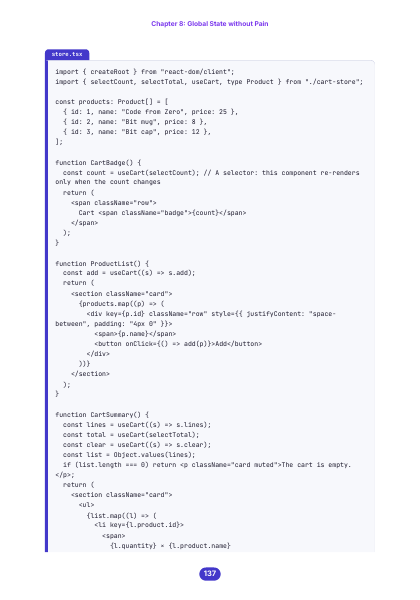 Chapter 8: Global State without Pain
store.tsx
import { createRoot } from "react-dom/client";
import { selectCount, selectTotal, useCart, type Product } from "./cart-store";

const products: Product[] = [
  { id: 1, name: "Code from Zero", price: 25 },
  { id: 2, name: "Bit mug", price: 8 },
  { id: 3, name: "Bit cap", price: 12 },
];

function CartBadge() {
  const count = useCart(selectCount); // A selector: this component re-renders
only when the count changes
  return (
    <span className="row">
      Cart <span className="badge">{count}</span>
    </span>
  );
}

function ProductList() {
  const add = useCart((s) => s.add);
  return (
    <section className="card">
      {products.map((p) => (
        <div key={p.id} className="row" style={{ justifyContent: "space-
between", padding: "4px 0" }}>
          <span>{p.name}</span>
          <button onClick={() => add(p)}>Add</button>
        </div>
      ))}
    </section>
  );
}

function CartSummary() {
  const lines = useCart((s) => s.lines);
  const total = useCart(selectTotal);
  const clear = useCart((s) => s.clear);
  const list = Object.values(lines);
  if (list.length === 0) return <p className="card muted">The cart is empty.
</p>;
  return (
    <section className="card">
      <ul>
        {list.map((l) => (
          <li key={l.product.id}>
            <span>
              {l.quantity} × {l.product.name}
137